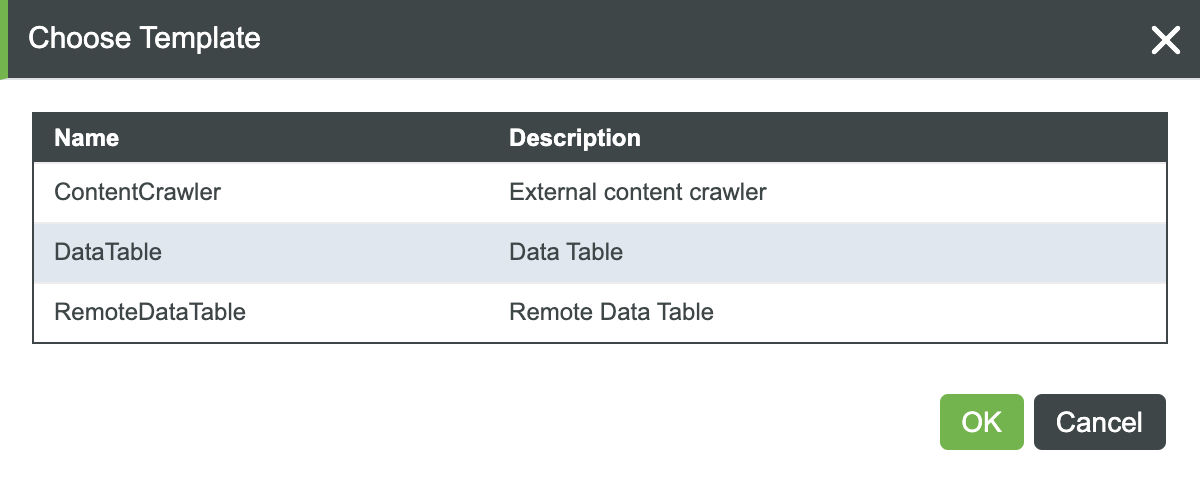 Choose Template
Name Description
ContentCrawler External content crawler
DataTable Data Table
RemoteDataTable Remote Data Table
OK Cancel